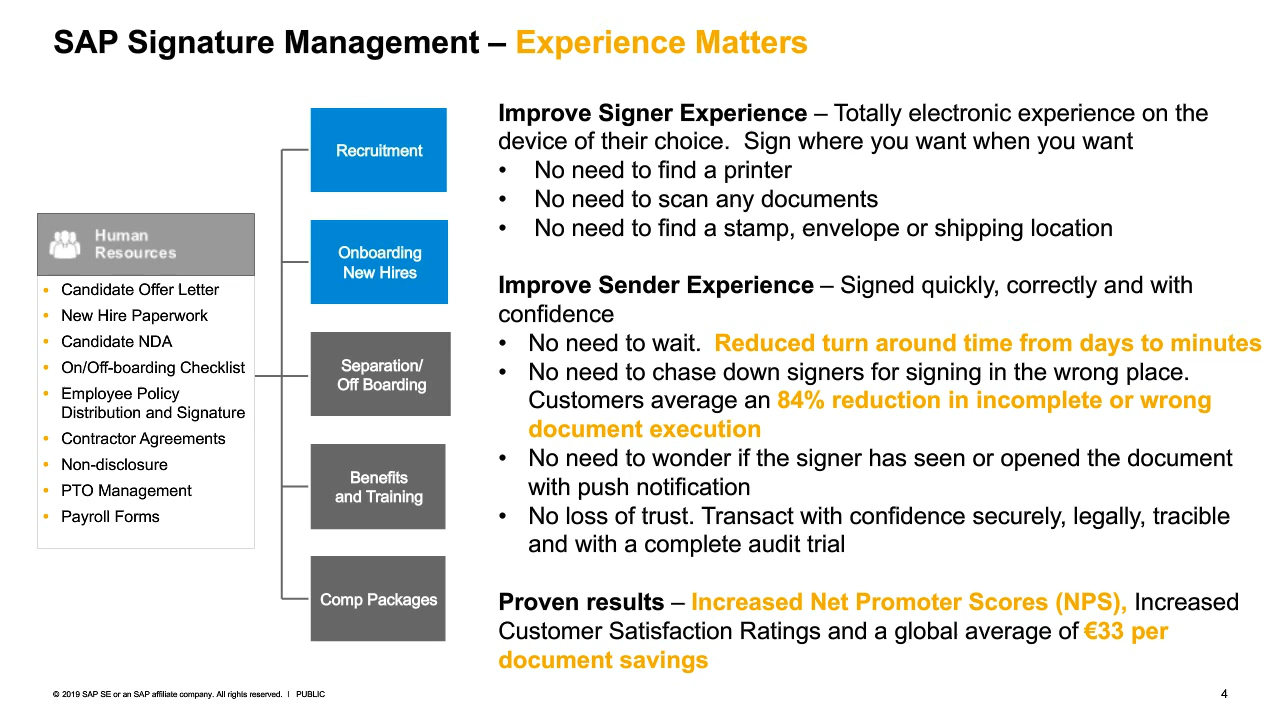 SAP Signature Management – Experience Matters
Human
Resources
• Candidate Offer Letter
• New Hire Paperwork
• Candidate NDA
• On/Off-boarding Checklist
• Employee Policy
Distribution and Signature
• Contractor Agreements
• Non-disclosure
• PTO Management
• Payroll Forms
Recruitment
Onboarding
New Hires
Separation/
Off Boarding
Benefits
and Training
Comp Packages
Improve Signer Experience – Totally electronic experience on the
device of their choice.  Sign where you want when you want
• No need to find a printer
• No need to scan any documents
• No need to find a stamp, envelope or shipping location
Improve Sender Experience – Signed quickly, correctly and with
confidence
• No need to wait.  Reduced turn around time from days to minutes
• No need to chase down signers for signing in the wrong place.
Customers average an 84% reduction in incomplete or wrong
document execution
• No need to wonder if the signer has seen or opened the document
with push notification
• No loss of trust. Transact with confidence securely, legally, tracible
and with a complete audit trial
Proven results – Increased Net Promoter Scores (NPS), Increased
Customer Satisfaction Ratings and a global average of €33 per
document savings
© 2019 SAP SE or an SAP affiliate company. All rights reserved. | PUBLIC
4